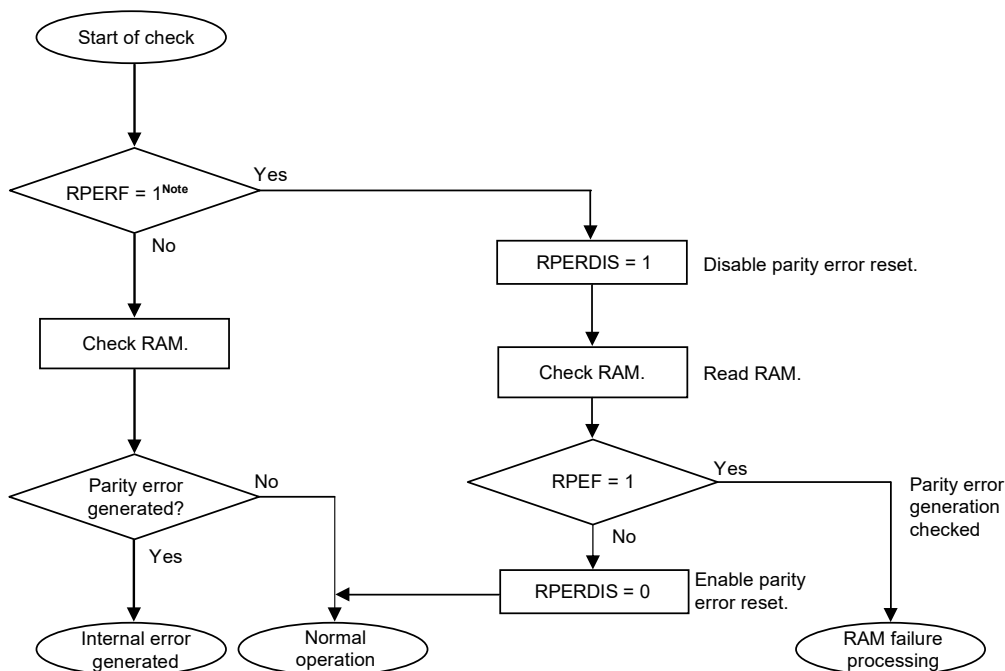 Start of check
RPERF = 1Note
Yes
No
RPERDIS = 1
Disable parity error reset.
Check RAM.
Check RAM.
Read RAM.
Parity error
generated?
No
Yes
RPEF = 1
Yes
No
Parity error
generation
checked
RPERDIS = 0
Enable parity
error reset.
Internal error
generated
Normal
operation
RAM failure
processing